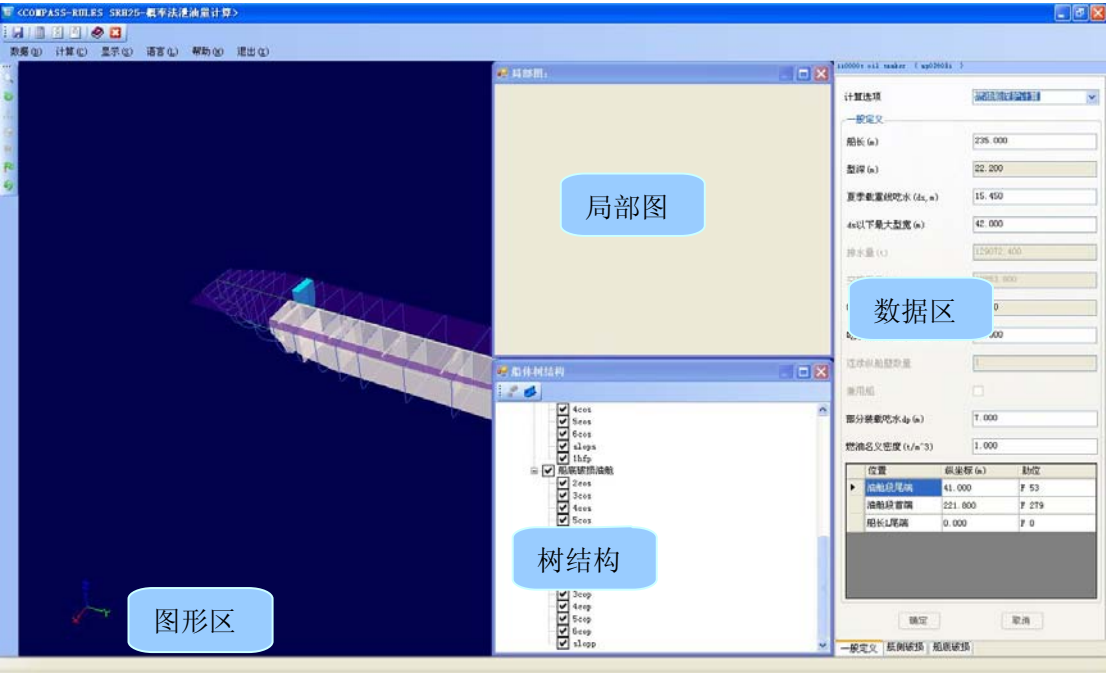 <COMPASS-RULES SRH25-概率法泄油量计算>
数据(D) 计算(C) 显示(S) 语言(L) 帮助(H) 退出(X)
局部图:
局部图
计算选项
一般定义
船长(m) 235.000
型深(m) 22.200
夏季载重线吃水(ds,m) 15.450
ds以下最大型宽(m) 42.000
排水量(t) 129072.400
数据区
连续纵舱壁数量 1
兼用船
部分装载吃水dp(m) 7.000
燃油名义密度(t/m^3) 1.000
位置 纵坐标(m) 肋位
油舱段尾端 41.000 F 53
油舱段首端 221.800 F 279
船长L尾端 0.000 F 0
确定 取消
一般定义 舷侧破损 船底破损
船体树结构
4cos
5cos
6cos
slops
1hfp
船底破损油舱
2cos
3cos
4cos
5cos
树结构
3cop
4cop
5cop
6cop
slopp
图形区